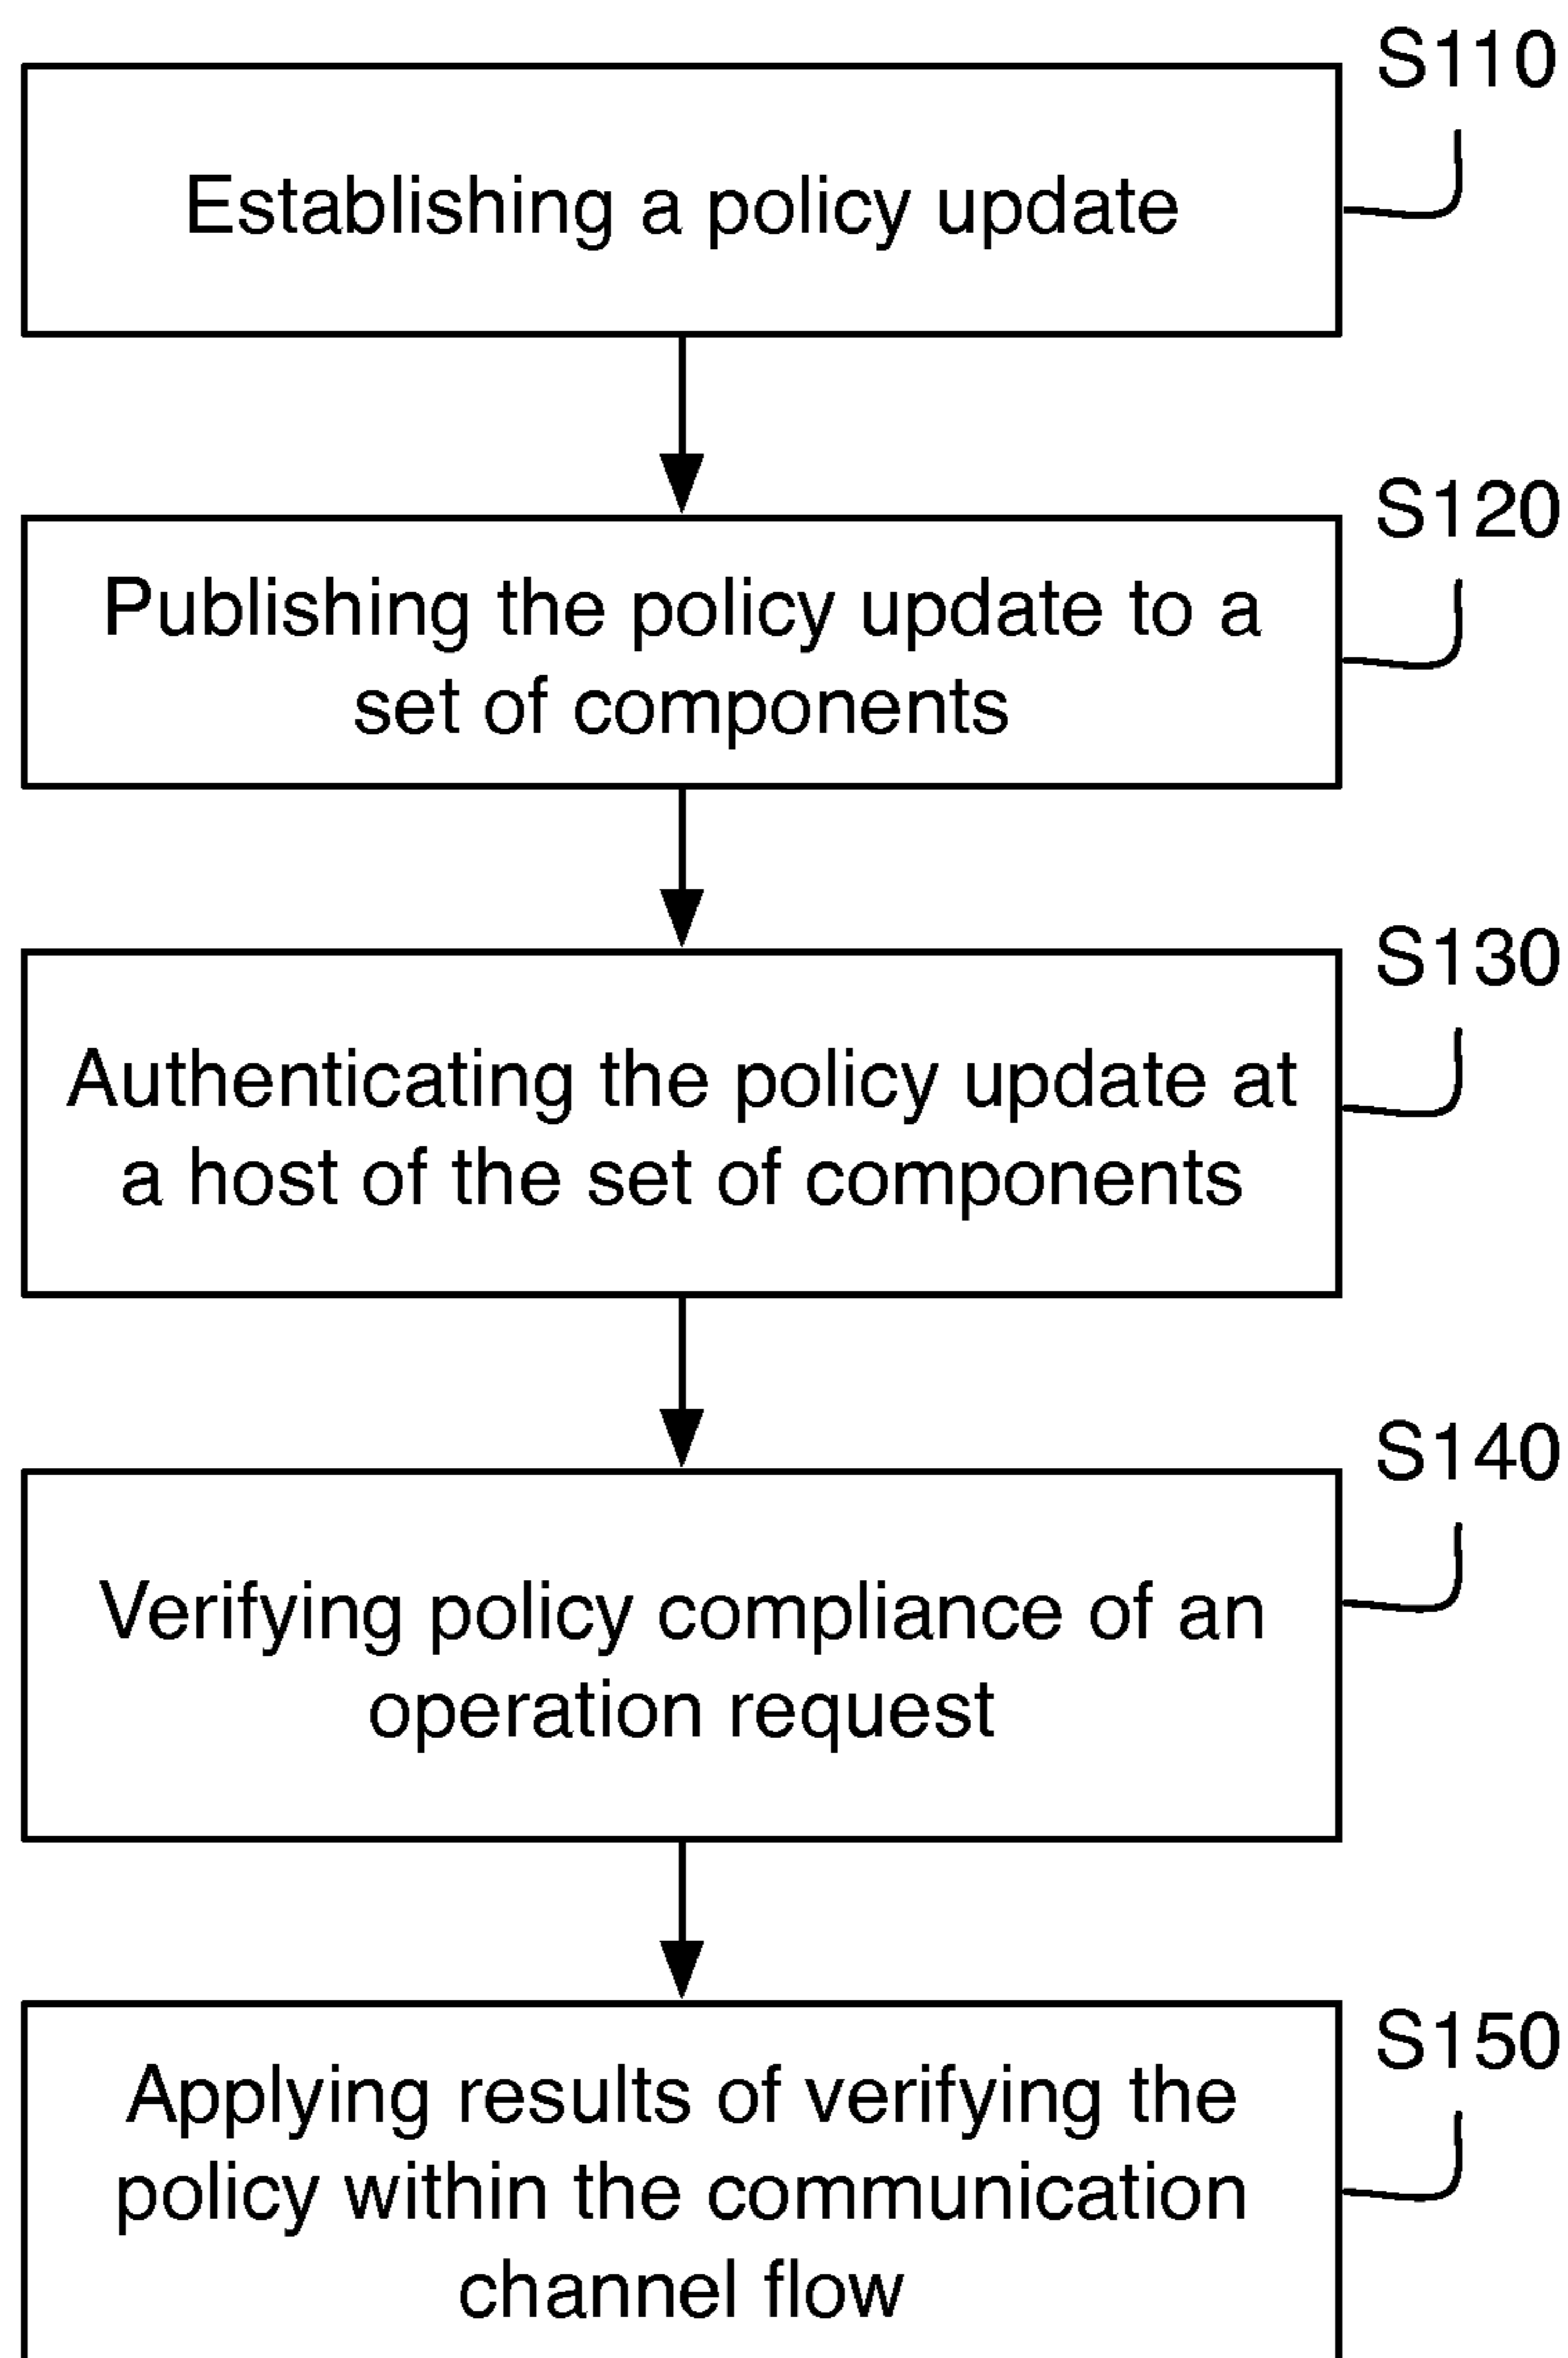 S110
Establishing a policy update
S120
Publishing the policy update to a
set of components
S130
Authenticating the policy update at
a host of the set of components
S140
Verifying policy compliance of an
operation request
S150
Applying results of verifying the
policy within the communication
channel flow